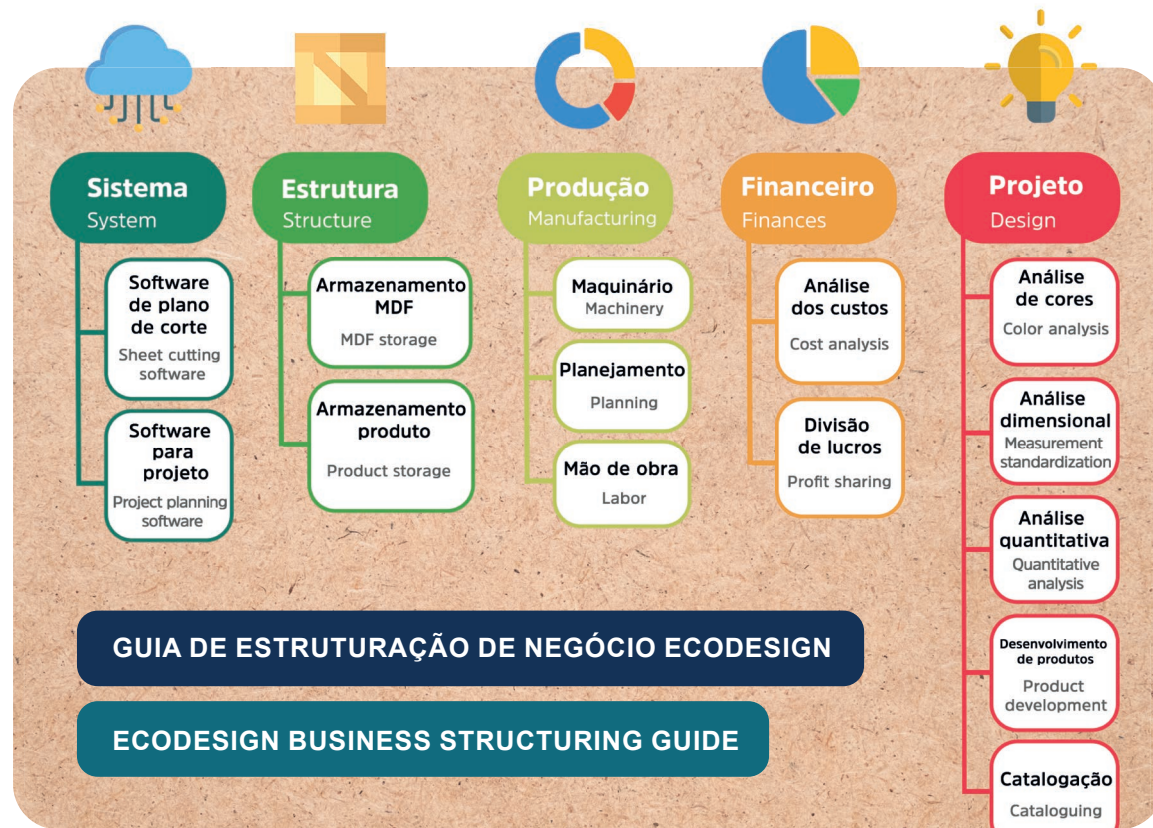 Sistema
System
Software
de plano
de corte
Sheet cutting
software
Software
para
projeto
Project planning
software
Estrutura
Structure
Armazenamento
MDF
MDF storage
Armazenamento
produto
Product storage
Produção
Manufacturing
Maquinário
Machinery
Planejamento
Planning
Mão de obra
Labor
Financeiro
Finances
Análise
dos custos
Cost analysis
Divisão
de lucros
Profit sharing
Projeto
Design
Análise
de cores
Color analysis
Análise
dimensional
Measurement
standardization
Análise
quantitativa
Quantitative
analysis
Desenvolvimento
de produtos
Product
development
Catalogação
Cataloguing
GUIA DE ESTRUTURAÇÃO DE NEGÓCIO ECODESIGN
ECODESIGN BUSINESS STRUCTURING GUIDE